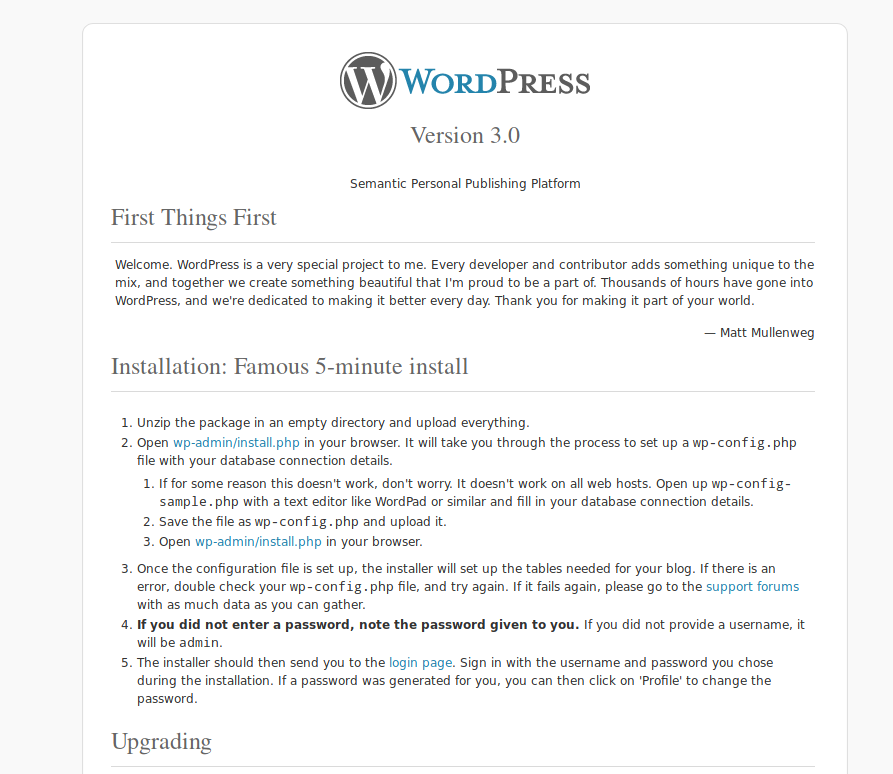 WORDPRESS
Version 3.0
Semantic Personal Publishing Platform
First Things First
Welcome. WordPress is a very special project to me. Every developer and contributor adds something unique to the
mix, and together we create something beautiful that I'm proud to be a part of. Thousands of hours have gone into
WordPress, and we're dedicated to making it better every day. Thank you for making it part of your world.
— Matt Mullenweg
Installation: Famous 5-minute install
1. Unzip the package in an empty directory and upload everything.
2. Open wp-admin/install.php in your browser. It will take you through the process to set up a wp-config.php
file with your database connection details.
1. If for some reason this doesn't work, don't worry. It doesn't work on all web hosts. Open up wp-config-
sample.php with a text editor like WordPad or similar and fill in your database connection details.
2. Save the file as wp-config.php and upload it.
3. Open wp-admin/install.php in your browser.
3. Once the configuration file is set up, the installer will set up the tables needed for your blog. If there is an
error, double check your wp-config.php file, and try again. If it fails again, please go to the support forums
with as much data as you can gather.
4. If you did not enter a password, note the password given to you. If you did not provide a username, it
will be admin.
5. The installer should then send you to the login page. Sign in with the username and password you chose
during the installation. If a password was generated for you, you can then click on 'Profile' to change the
password.
Upgrading